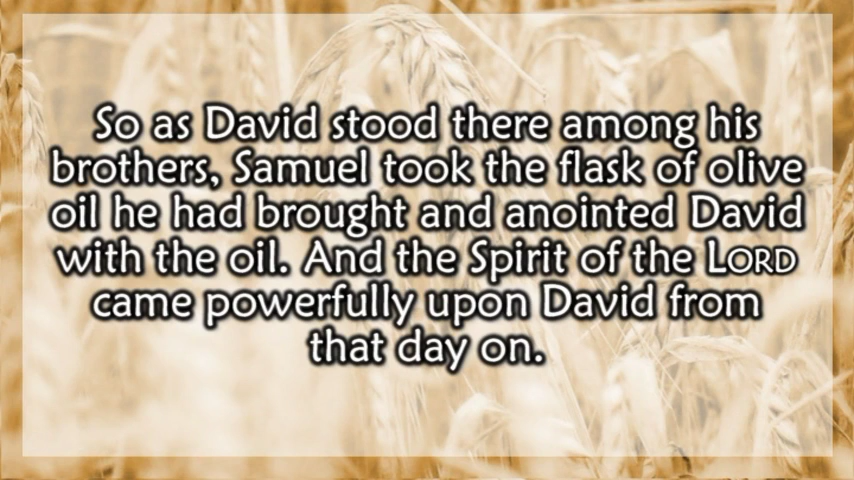 So as David stood there among his
brothers, Samuel took the flask of olive
oil he had brought and anointed David
with the oil. And the Spirit of the LORD
came powerfully upon David from
that day on.